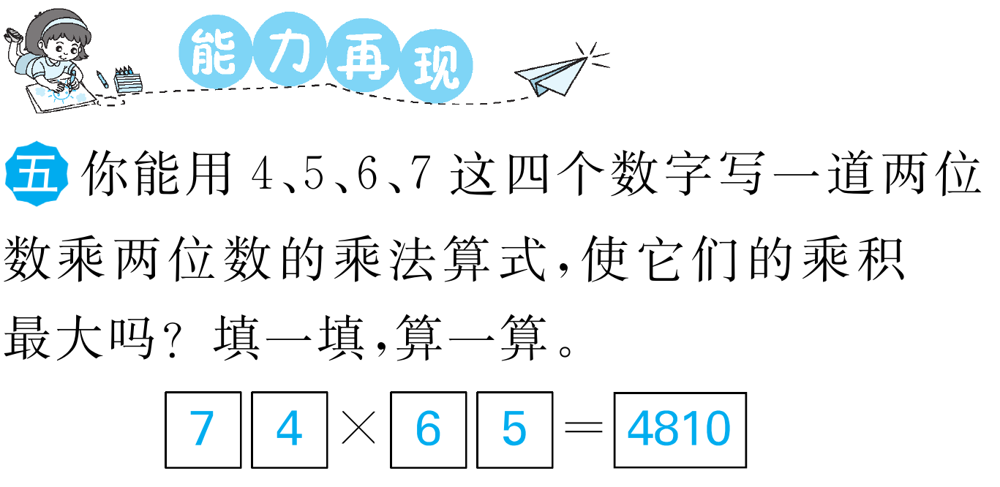 能力再现
五 你能用 4、5、6、7 这四个数字写一道两位
数乘两位数的乘法算式,使它们的乘积
最大吗? 填一填,算一算。
7 4 × 6 5 = 4810